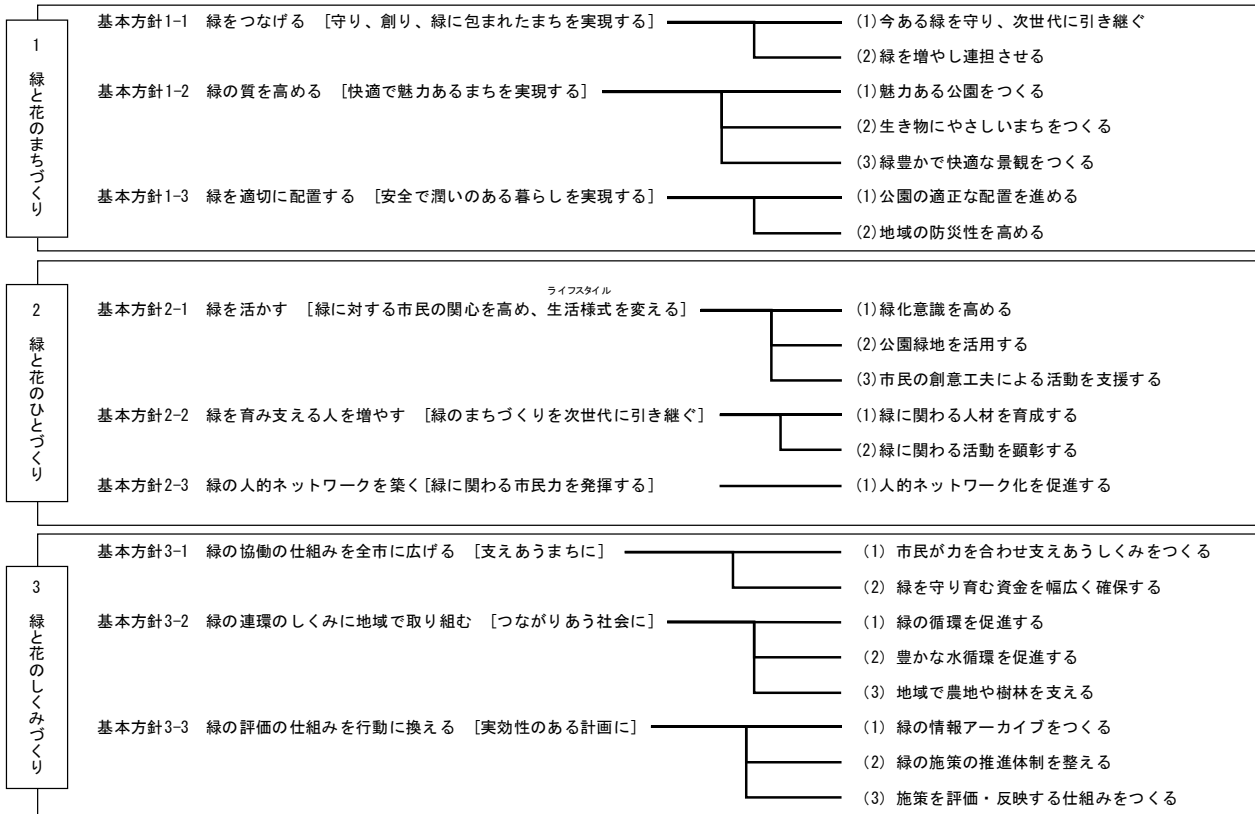 1 緑と花のまちづくり
基本方針1-1 緑をつなげる [守り、創り、緑に包まれたまちを実現する]
(1)今ある緑を守り、次世代に引き継ぐ
(2)緑を増やし連担させる
基本方針1-2 緑の質を高める [快適で魅力あるまちを実現する]
(1)魅力ある公園をつくる
(2)生き物にやさしいまちをつくる
(3)緑豊かで快適な景観をつくる
基本方針1-3 緑を適切に配置する [安全で潤いのある暮らしを実現する]
(1)公園の適正な配置を進める
(2)地域の防災性を高める
2 緑と花のひとづくり
ライフスタイル
基本方針2-1 緑を活かす [緑に対する市民の関心を高め、生活様式を変える]
(1)緑化意識を高める
(2)公園緑地を活用する
(3)市民の創意工夫による活動を支援する
基本方針2-2 緑を育み支える人を増やす [緑のまちづくりを次世代に引き継ぐ]
(1)緑に関わる人材を育成する
(2)緑に関わる活動を顕彰する
基本方針2-3 緑の人的ネットワークを築く[緑に関わる市民力を発揮する]
(1)人的ネットワーク化を促進する
3 緑と花のしくみづくり
基本方針3-1 緑の協働の仕組みを全市に広げる [支えあうまちに]
(1) 市民が力を合わせ支えあうしくみをつくる
(2) 緑を守り育む資金を幅広く確保する
基本方針3-2 緑の連環のしくみに地域で取り組む [つながりあう社会に]
(1) 緑の循環を促進する
(2) 豊かな水循環を促進する
(3) 地域で農地や樹林を支える
基本方針3-3 緑の評価の仕組みを行動に換える [実効性のある計画に]
(1) 緑の情報アーカイブをつくる
(2) 緑の施策の推進体制を整える
(3) 施策を評価・反映する仕組みをつくる